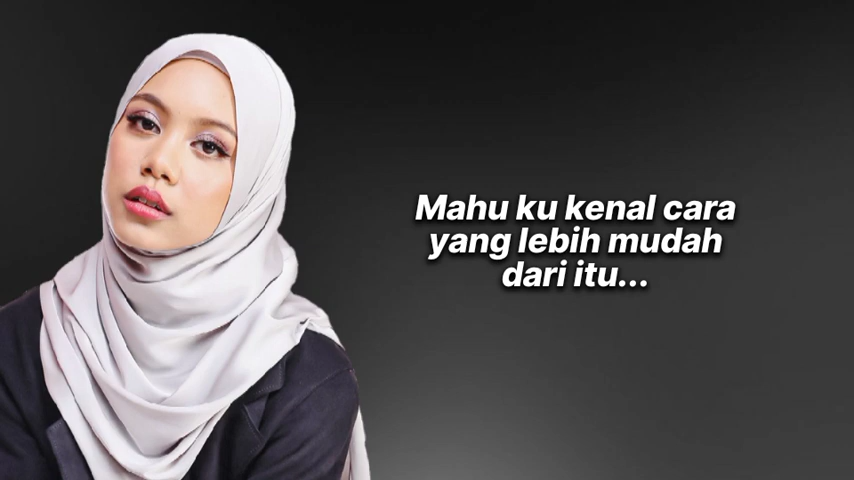 Mahu ku kenal cara
yang lebih mudah
dari itu...